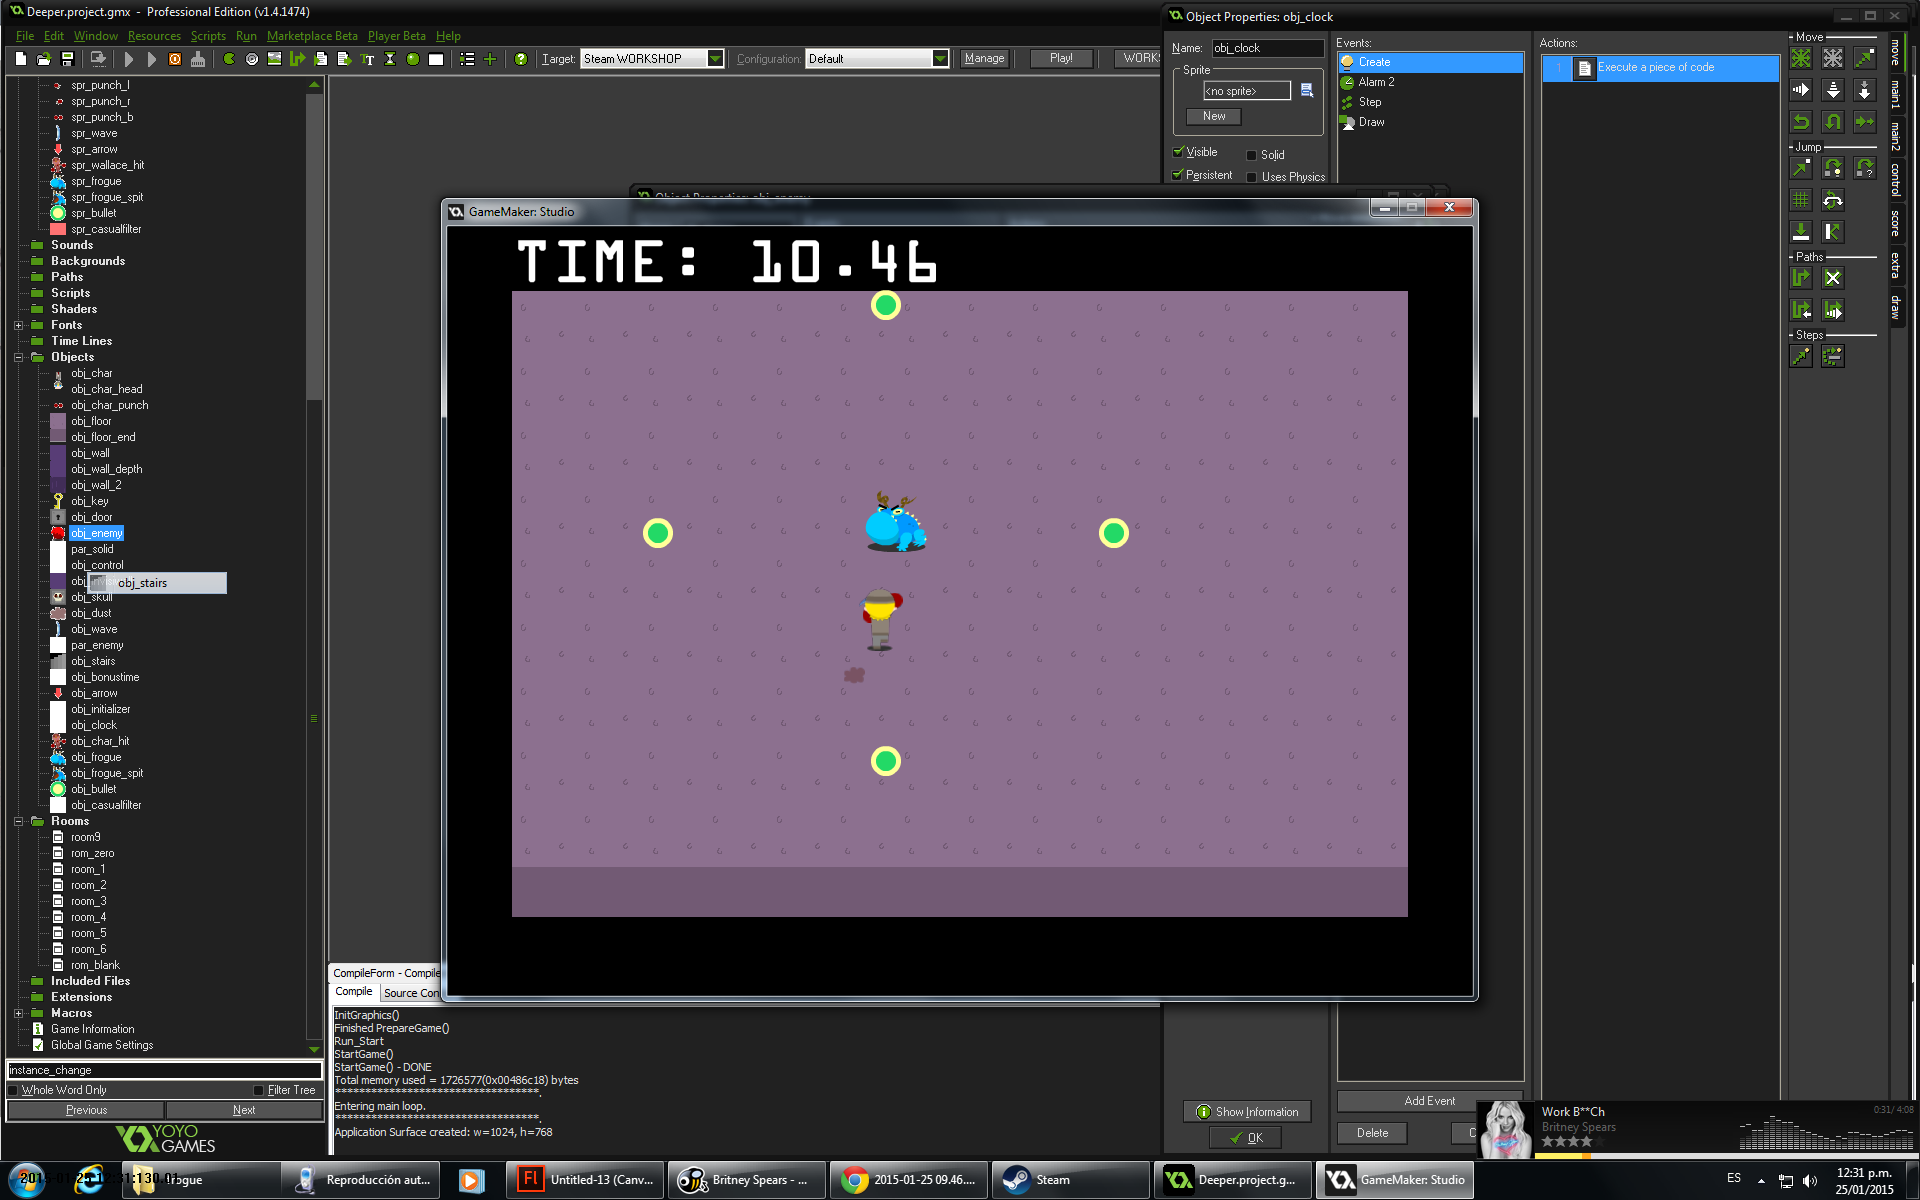 Deeper.project.gmx - Professional Edition (v1.4.1474)
File Edit Window Resources Scripts Run Marketplace Beta Player Beta Help
Target: Steam WORKSHOP Configuration: Default Manage Play!
spr_punch_l
spr_punch_r
spr_punch_b
spr_wave
spr_arrow
spr_wallace_hit
spr_frogue
spr_frogue_spit
spr_bullet
spr_casualfilter
Sounds
Backgrounds
Paths
Scripts
Shaders
Fonts
Time Lines
Objects
obj_char
obj_char_head
obj_char_punch
obj_floor
obj_floor_end
obj_wall
obj_wall_depth
obj_wall_2
obj_key
obj_door
obj_enemy
par_solid
obj_control
obj_stairs
obj_skull
obj_dust
obj_wave
par_enemy
obj_stairs
obj_bonustime
obj_arrow
obj_initializer
obj_clock
obj_char_hit
obj_frogue
obj_frogue_spit
obj_bullet
obj_casualfilter
Rooms
room9
rom_zero
room_1
room_2
room_3
room_4
room_5
room_6
rom_blank
Included Files
Extensions
Macros
Game Information
Global Game Settings
instance_change
Whole Word Only Filter Tree
Previous Next
YOYO
GAMES
Object Properties: obj_clock
Name: obj_clock
Sprite
<no sprite>
New
Visible Solid
Persistent Uses Physics
Events:
Create
Alarm 2
Step
Draw
Actions:
1 Execute a piece of code
Move
Jump
Paths
Steps
move
main1
main2
control
score
extra
draw
Object Properties: obj_enemy
GameMaker: Studio
TIME: 10.46
CompileForm - Compile
Compile Source Con
InitGraphics()
Finished PrepareGame()
Run_Start
StartGame()
StartGame() - DONE
Total memory used = 1726577(0x00486c18) bytes
***********************************.
Entering main loop.
***********************************.
Application Surface created: w=1024, h=768
Show Information
OK
Add Event
Delete
Work B**Ch
Britney Spears
0:31/ 4:08
Reproducción aut...
Untitled-13 (Canv...
Britney Spears - ...
2015-01-25 09.46....
Steam
Deeper.project.g...
GameMaker: Studio
ES
12:31 p.m.
25/01/2015